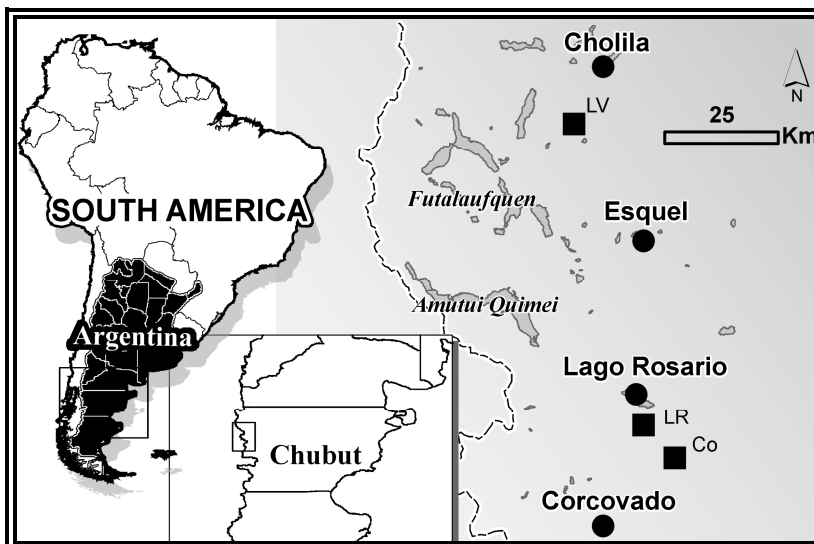 SOUTH AMERICA
Argentina
Chubut
Cholila
LV
N
25
Km
Futalaufquen
Esquel
Amutui Quimei
Lago Rosario
LR
Co
Corcovado